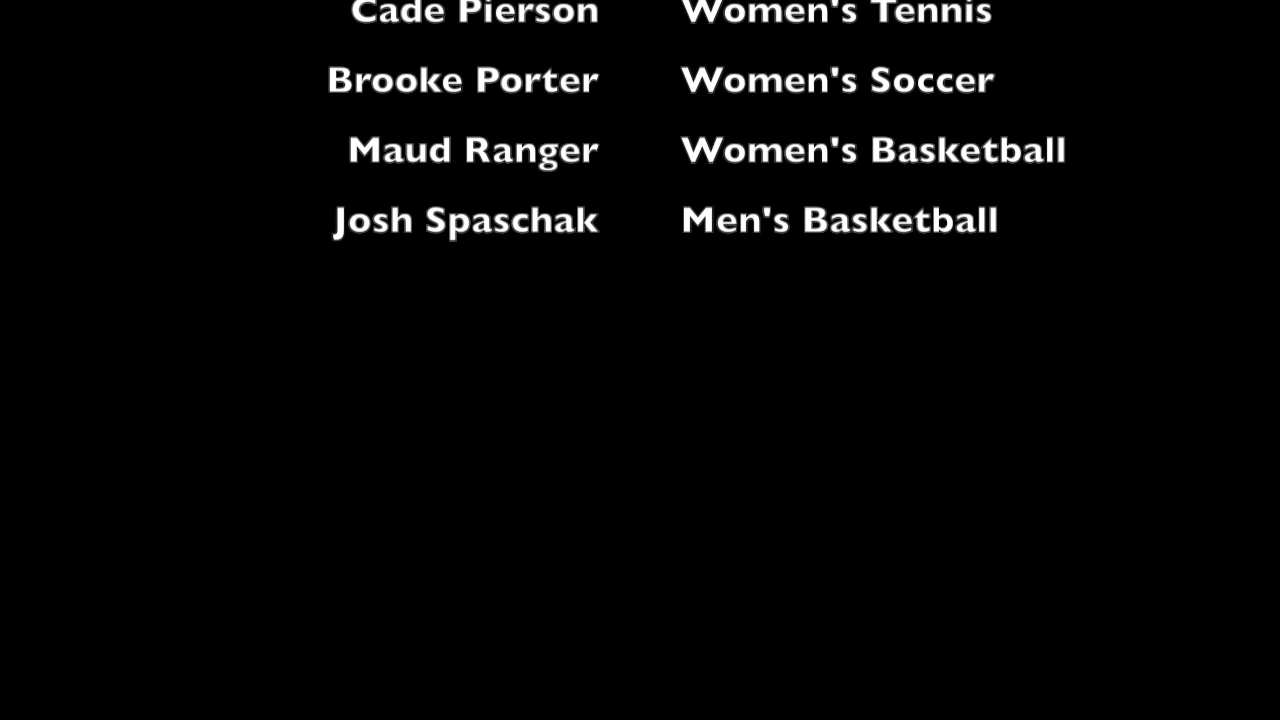 Cade Pierson Women's Tennis
Brooke Porter Women's Soccer
Maud Ranger Women's Basketball
Josh Spaschak Men's Basketball